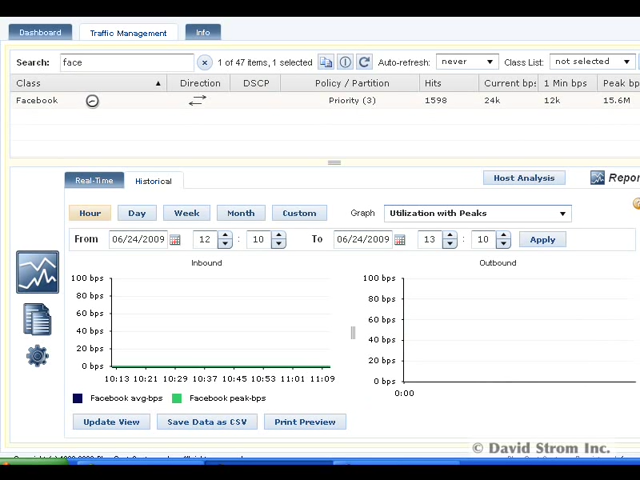 Dashboard Traffic Management Info
Search: face 1 of 47 items, 1 selected Auto-refresh: never Class List: not selected
Class Direction DSCP Policy / Partition Hits Current bps 1 Min bps Peak bp
Facebook Priority (3) 1598 24k 12k 15.6M
Real-Time Historical Host Analysis Repor
Hour Day Week Month Custom Graph Utilization with Peaks
From 06/24/2009 12 : 10 To 06/24/2009 13 : 10 Apply
Inbound Outbound
100 bps 100 bps
80 bps 80 bps
60 bps 60 bps
40 bps 40 bps
20 bps 20 bps
0 bps 0 bps
10:13 10:21 10:29 10:37 10:45 10:53 11:01 11:09 0:00
Facebook avg-bps Facebook peak-bps
Update View Save Data as CSV Print Preview
© David Strom Inc.